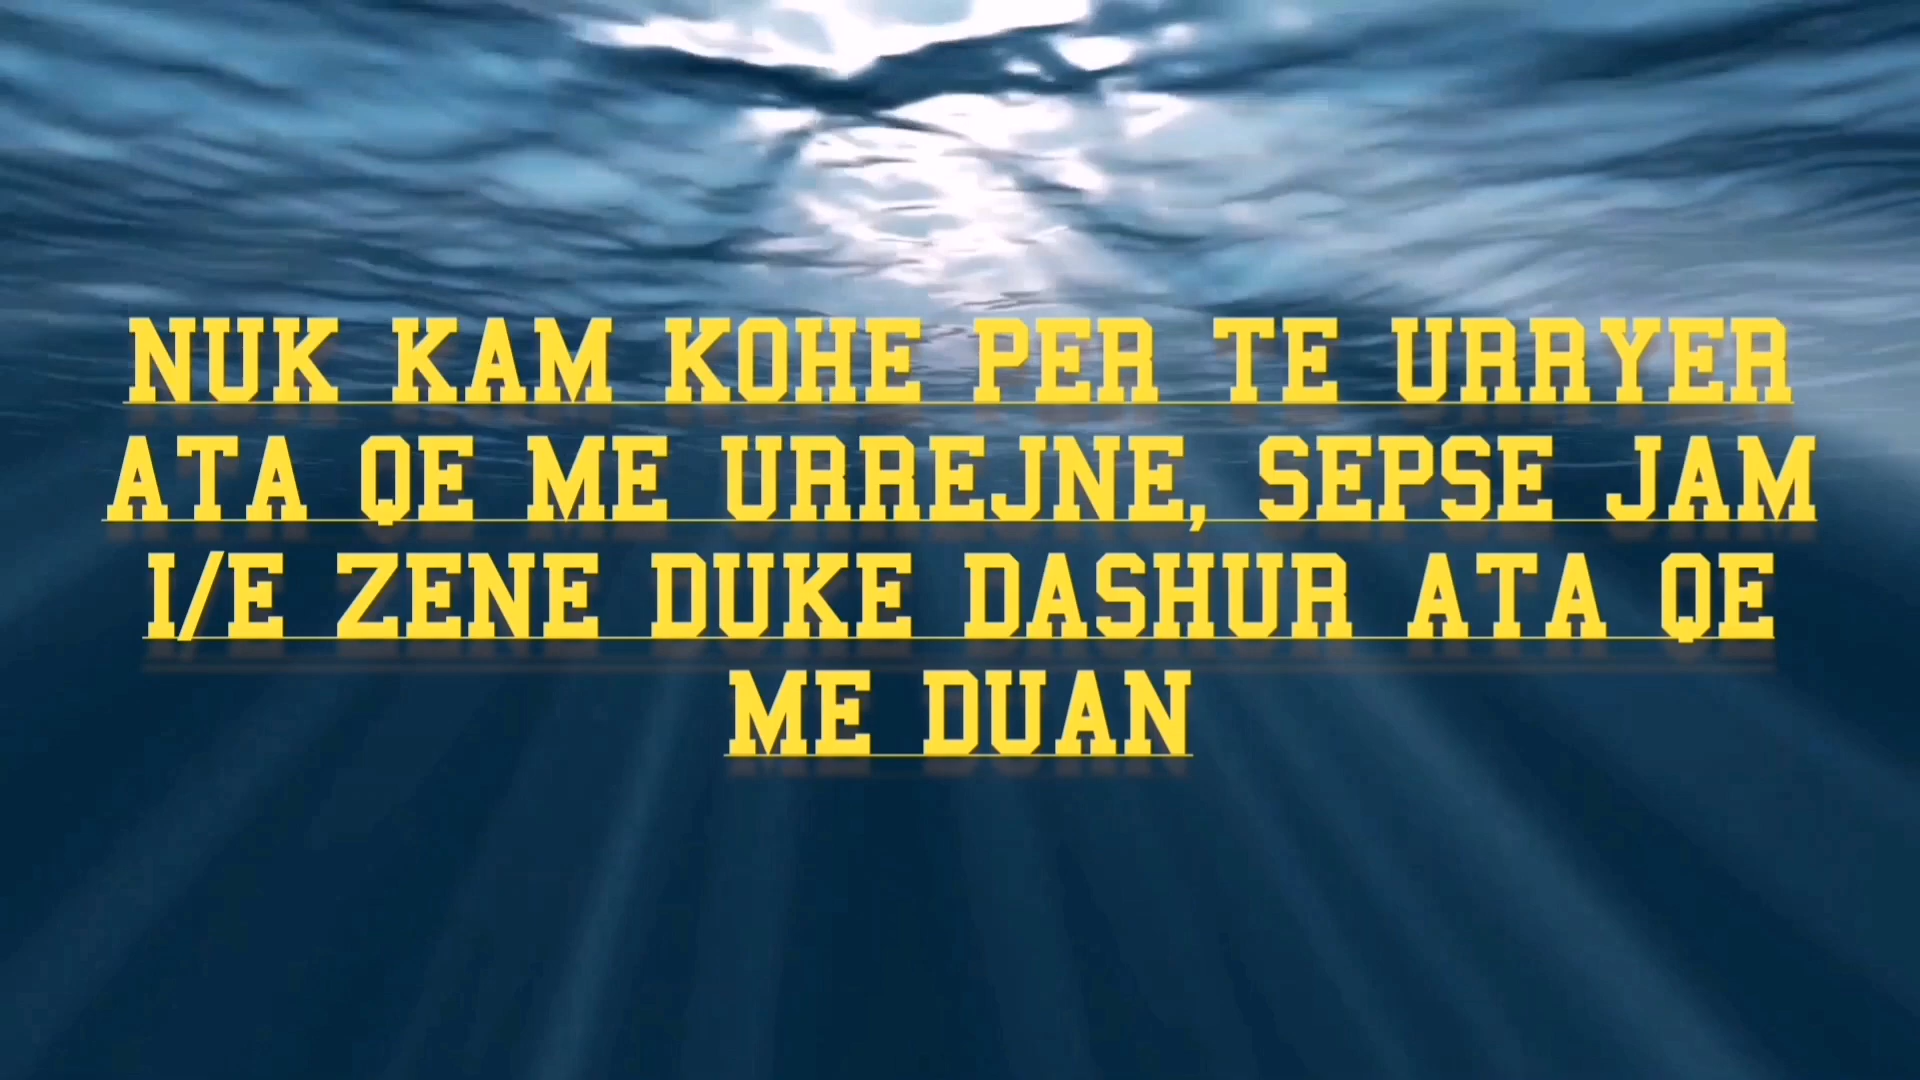 NUK KAM KOHE PER TE URRYER
ATA QE ME URREJNE, SEPSE JAM
I/E ZENE DUKE DASHUR ATA QE
ME DUAN